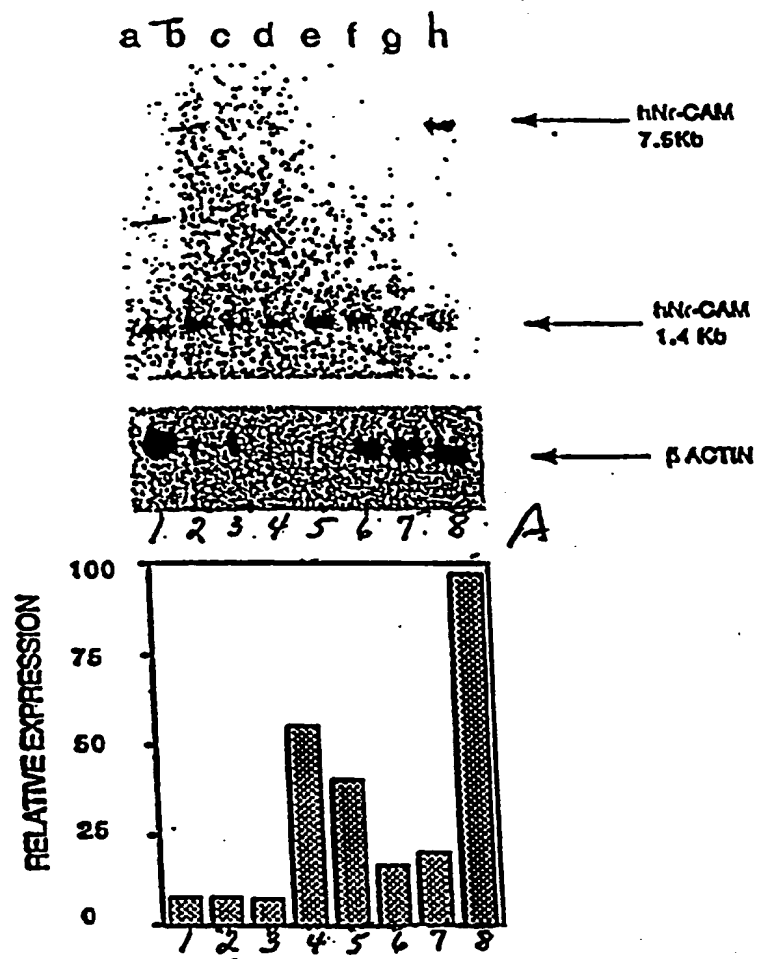 a b c d e f g h
hNr-CAM
7.5Kb
hNr-CAM
1.4 Kb
β ACTIN
1 2 3 4 5 6 7 8 A
100
75
50
25
0
RELATIVE EXPRESSION
1 2 3 4 5 6 7 8